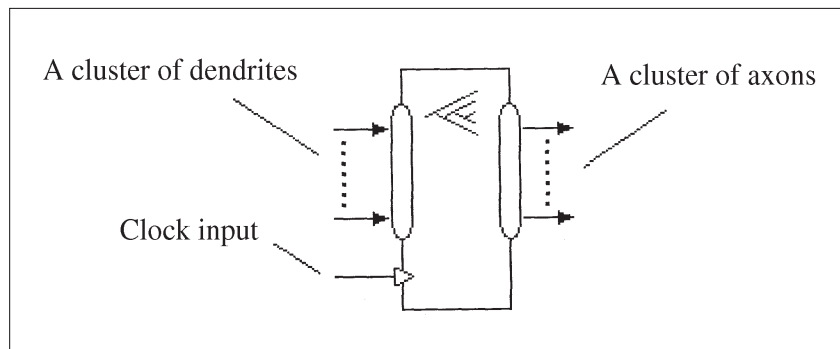 A cluster of dendrites
A cluster of axons
Clock input